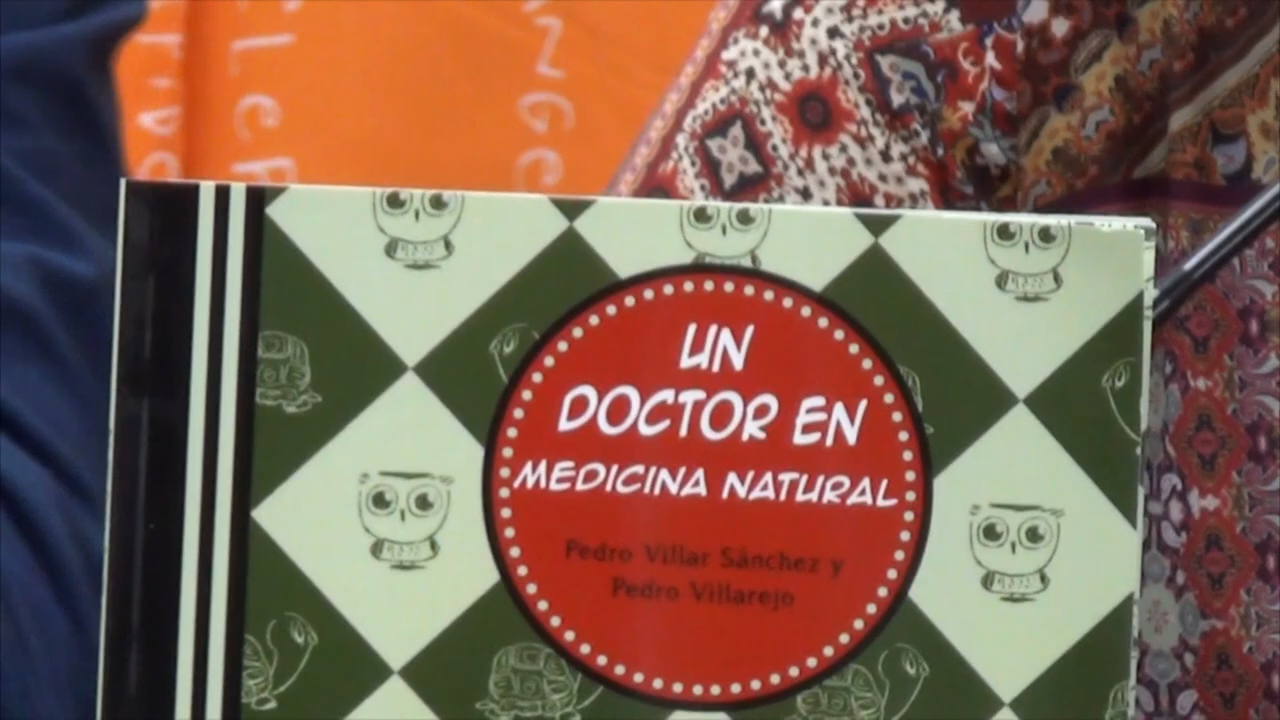 UN
DOCTOR EN
MEDICINA NATURAL
Pedro Villar Sánchez y
Pedro Villarejo